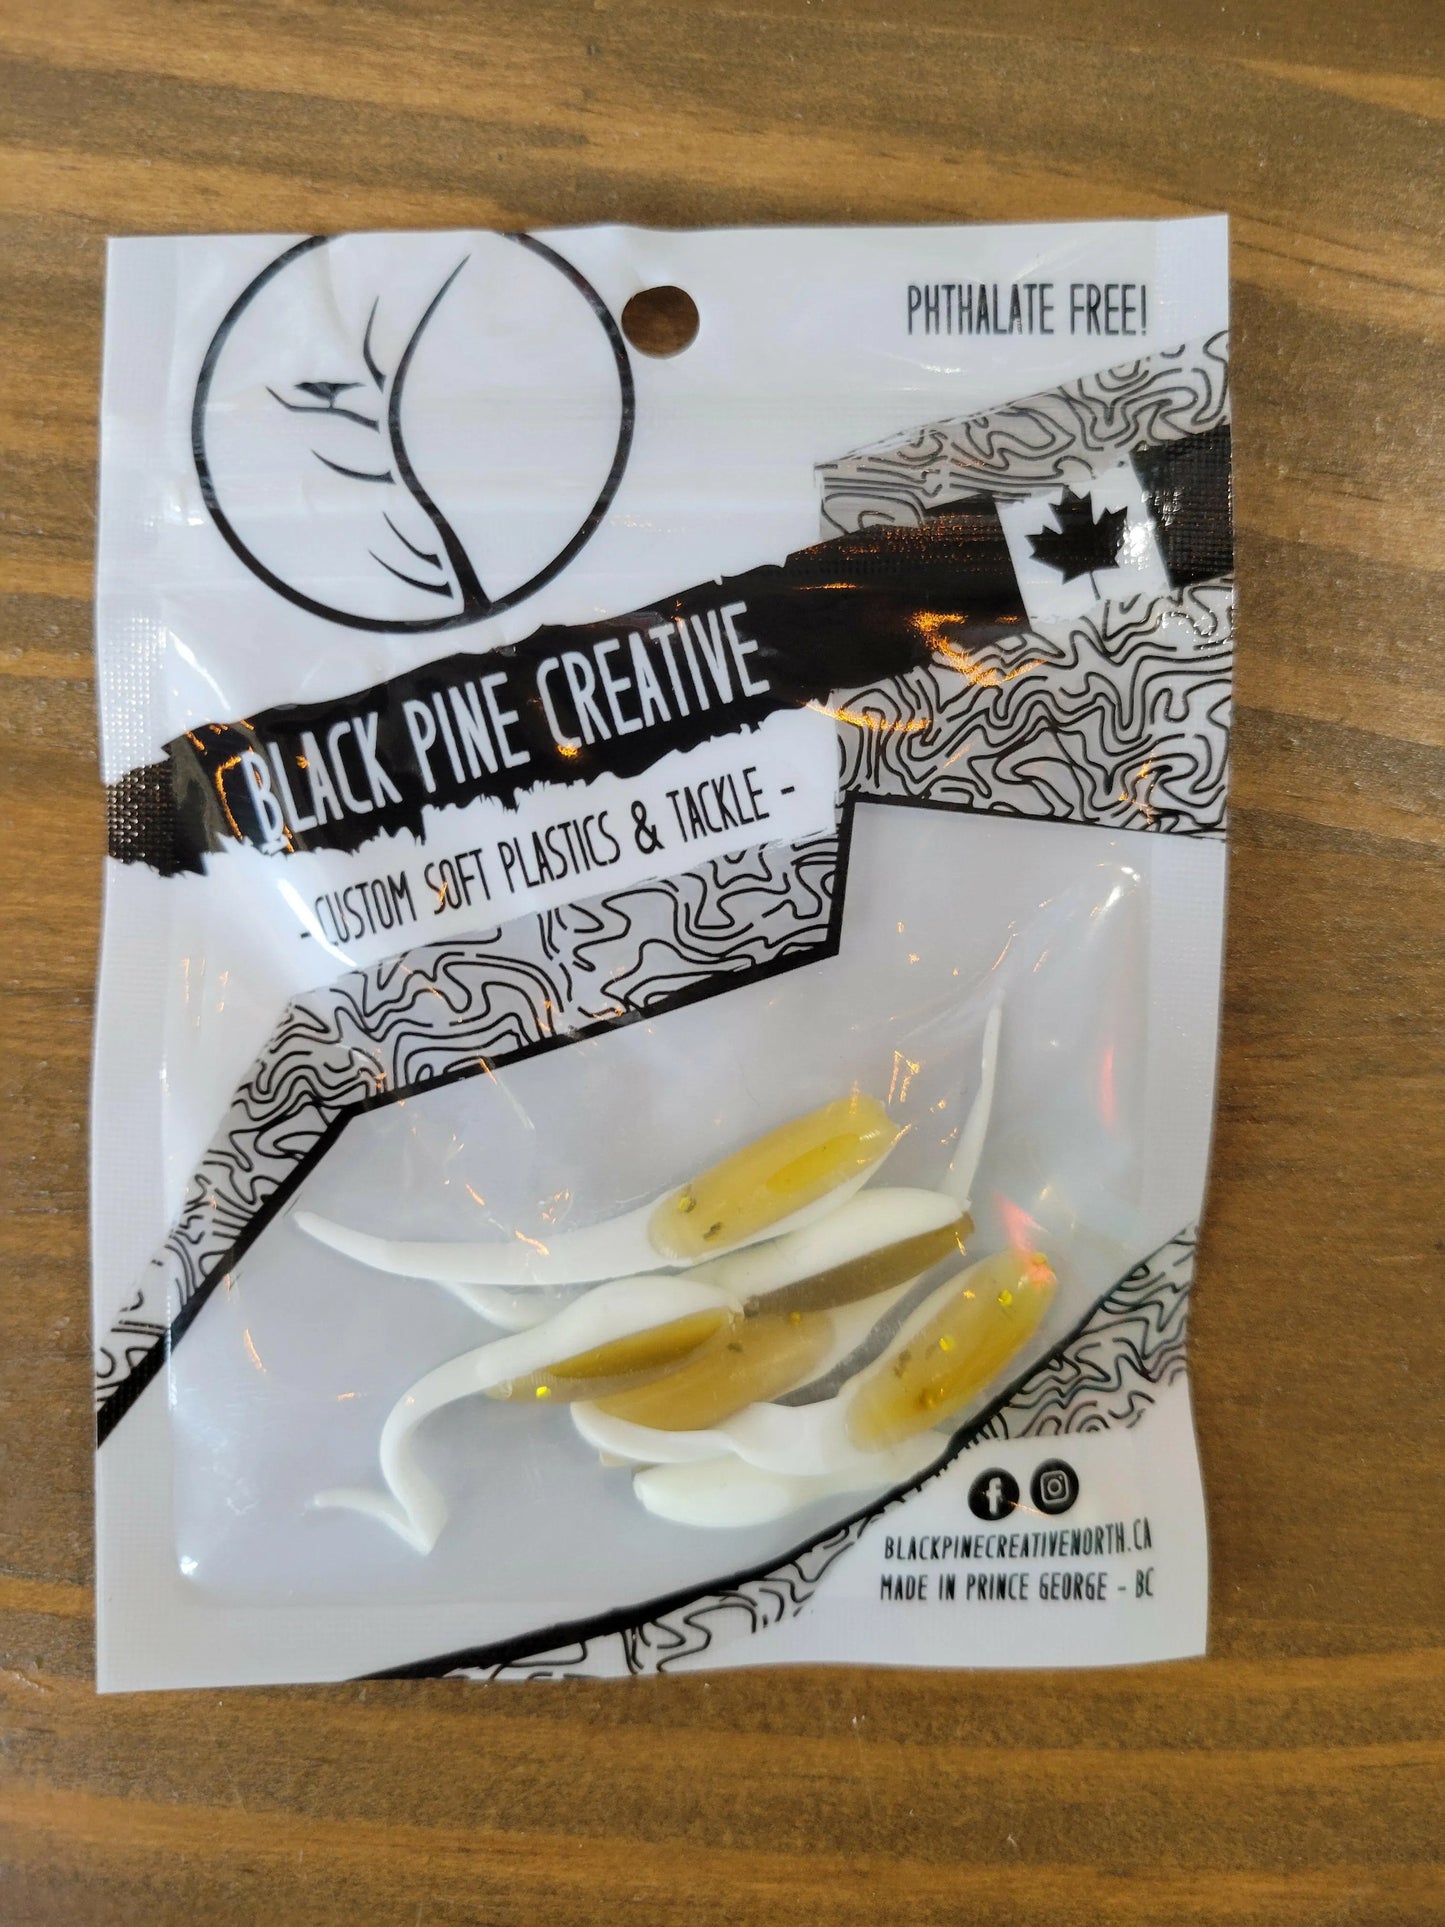 PHTHALATE FREE!
BLACK PINE CREATIVE
- CUSTOM SOFT PLASTICS & TACKLE -
f
BLACKPINECREATIVENORTH.CA
MADE IN PRINCE GEORGE - BC